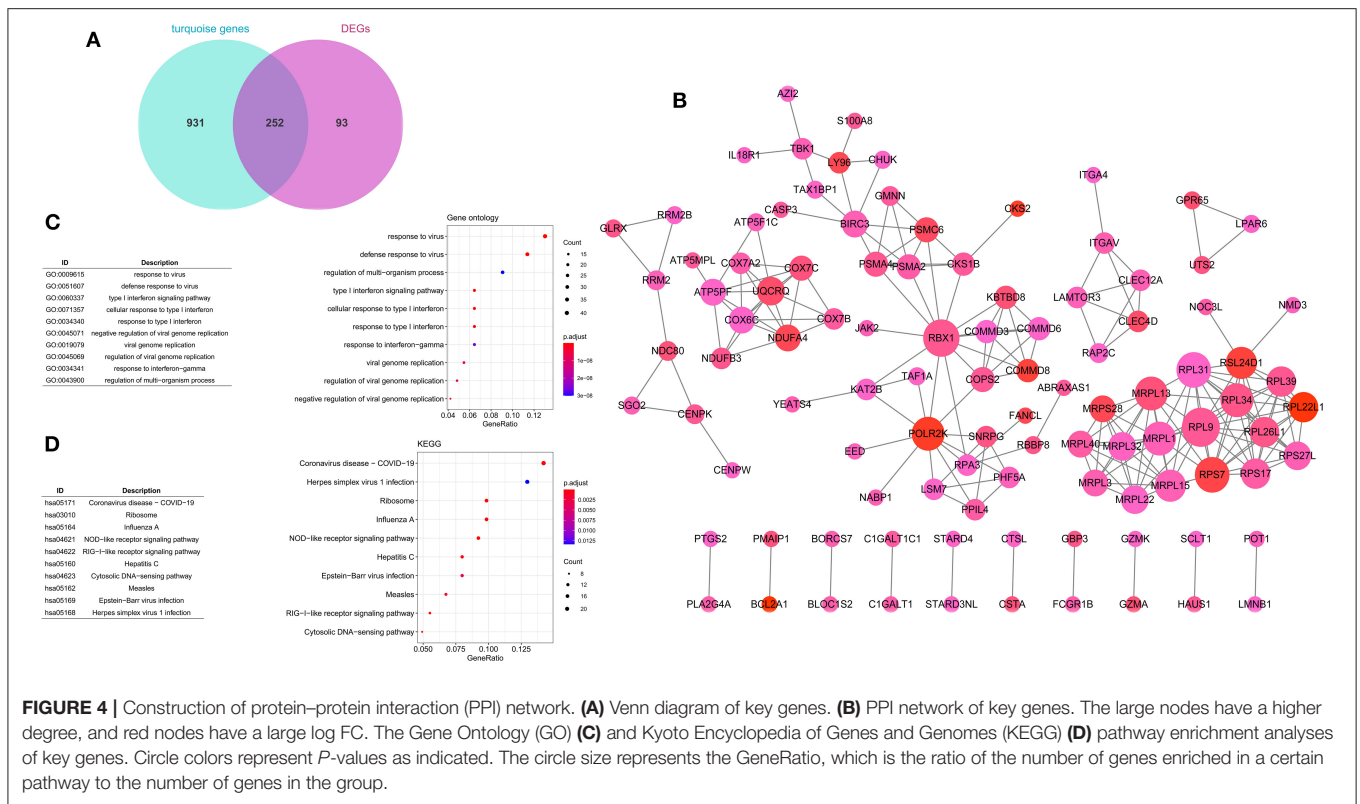 A
turquoise genes
DEGs
931
252
93
B
AZI2
S100A8
IL18R1
TBK1
LY96
CHUK
TAX1BP1
GMNN
CASP3
BIRC3
PSMC6
CKS2
PSMA4
PSMA2
CKS1B
RRM2B
GLRX
RRM2
ATP5F1C
ATP5MPL
COX7A2
COX7C
UQCRQ
ATP5PF
COX6C
COX7B
NDUFB3
NDUFA4
NDC80
SGO2
CENPK
CENPW
JAK2
RBX1
KBTBD8
COMMD3
COMMD6
COMMD8
COPS2
ABRAXAS1
TAF1A
KAT2B
YEATS4
FANCL
POLR2K
SNRPG
RBBP8
EED
RPA3
PHF5A
LSM7
NABP1
PPIL4
ITGA4
ITGAV
CLEC12A
LAMTOR3
CLEC4D
RAP2C
GPR65
LPAR6
UTS2
NOC3L
NMD3
RSL24D1
RPL31
RPL39
MRPL13
RPL34
RPL22L1
MRPS28
RPL9
RPL26L1
MRPL40
MRPL32
MRPL1
RPS27L
MRPL3
MRPL15
RPS7
RPS17
MRPL22
PTGS2
PMAIP1
BORCS7
C1GALT1C1
STARD4
CTSL
GBP3
GZMK
SCLT1
POT1
PLA2G4A
BCL2A1
BLOC1S2
C1GALT1
STARD3NL
CSTA
FCGR1B
GZMA
HAUS1
LMNB1
C
ID Description
GO:0009615 response to virus
GO:0051607 defense response to virus
GO:0060337 type I interferon signaling pathway
GO:0071357 cellular response to type I interferon
GO:0034340 response to type I interferon
GO:0045071 negative regulation of viral genome replication
GO:0019079 viral genome replication
GO:0045069 regulation of viral genome replication
GO:0034341 response to interferon-gamma
GO:0043900 regulation of multi-organism process
Gene ontology
response to virus
defense response to virus
regulation of multi-organism process
type I interferon signaling pathway
cellular response to type I interferon
response to type I interferon
response to interferon-gamma
viral genome replication
regulation of viral genome replication
negative regulation of viral genome replication
0.04 0.06 0.08 0.10 0.12
GeneRatio
Count
15
20
25
30
35
40
p.adjust
1e-08
2e-08
3e-08
D
ID Description
hsa05171 Coronavirus disease - COVID-19
hsa03010 Ribosome
hsa05164 Influenza A
hsa04621 NOD-like receptor signaling pathway
hsa04622 RIG-I-like receptor signaling pathway
hsa05160 Hepatitis C
hsa04623 Cytosolic DNA-sensing pathway
hsa05162 Measles
hsa05169 Epstein-Barr virus infection
hsa05168 Herpes simplex virus 1 infection
KEGG
Coronavirus disease - COVID-19
Herpes simplex virus 1 infection
Ribosome
Influenza A
NOD-like receptor signaling pathway
Hepatitis C
Epstein-Barr virus infection
Measles
RIG-I-like receptor signaling pathway
Cytosolic DNA-sensing pathway
0.050 0.075 0.100 0.125
GeneRatio
p.adjust
0.0025
0.0050
0.0075
0.0100
0.0125
Count
8
12
16
20
FIGURE 4 | Construction of protein–protein interaction (PPI) network. (A) Venn diagram of key genes. (B) PPI network of key genes. The large nodes have a higher
degree, and red nodes have a large log FC. The Gene Ontology (GO) (C) and Kyoto Encyclopedia of Genes and Genomes (KEGG) (D) pathway enrichment analyses
of key genes. Circle colors represent P-values as indicated. The circle size represents the GeneRatio, which is the ratio of the number of genes enriched in a certain
pathway to the number of genes in the group.